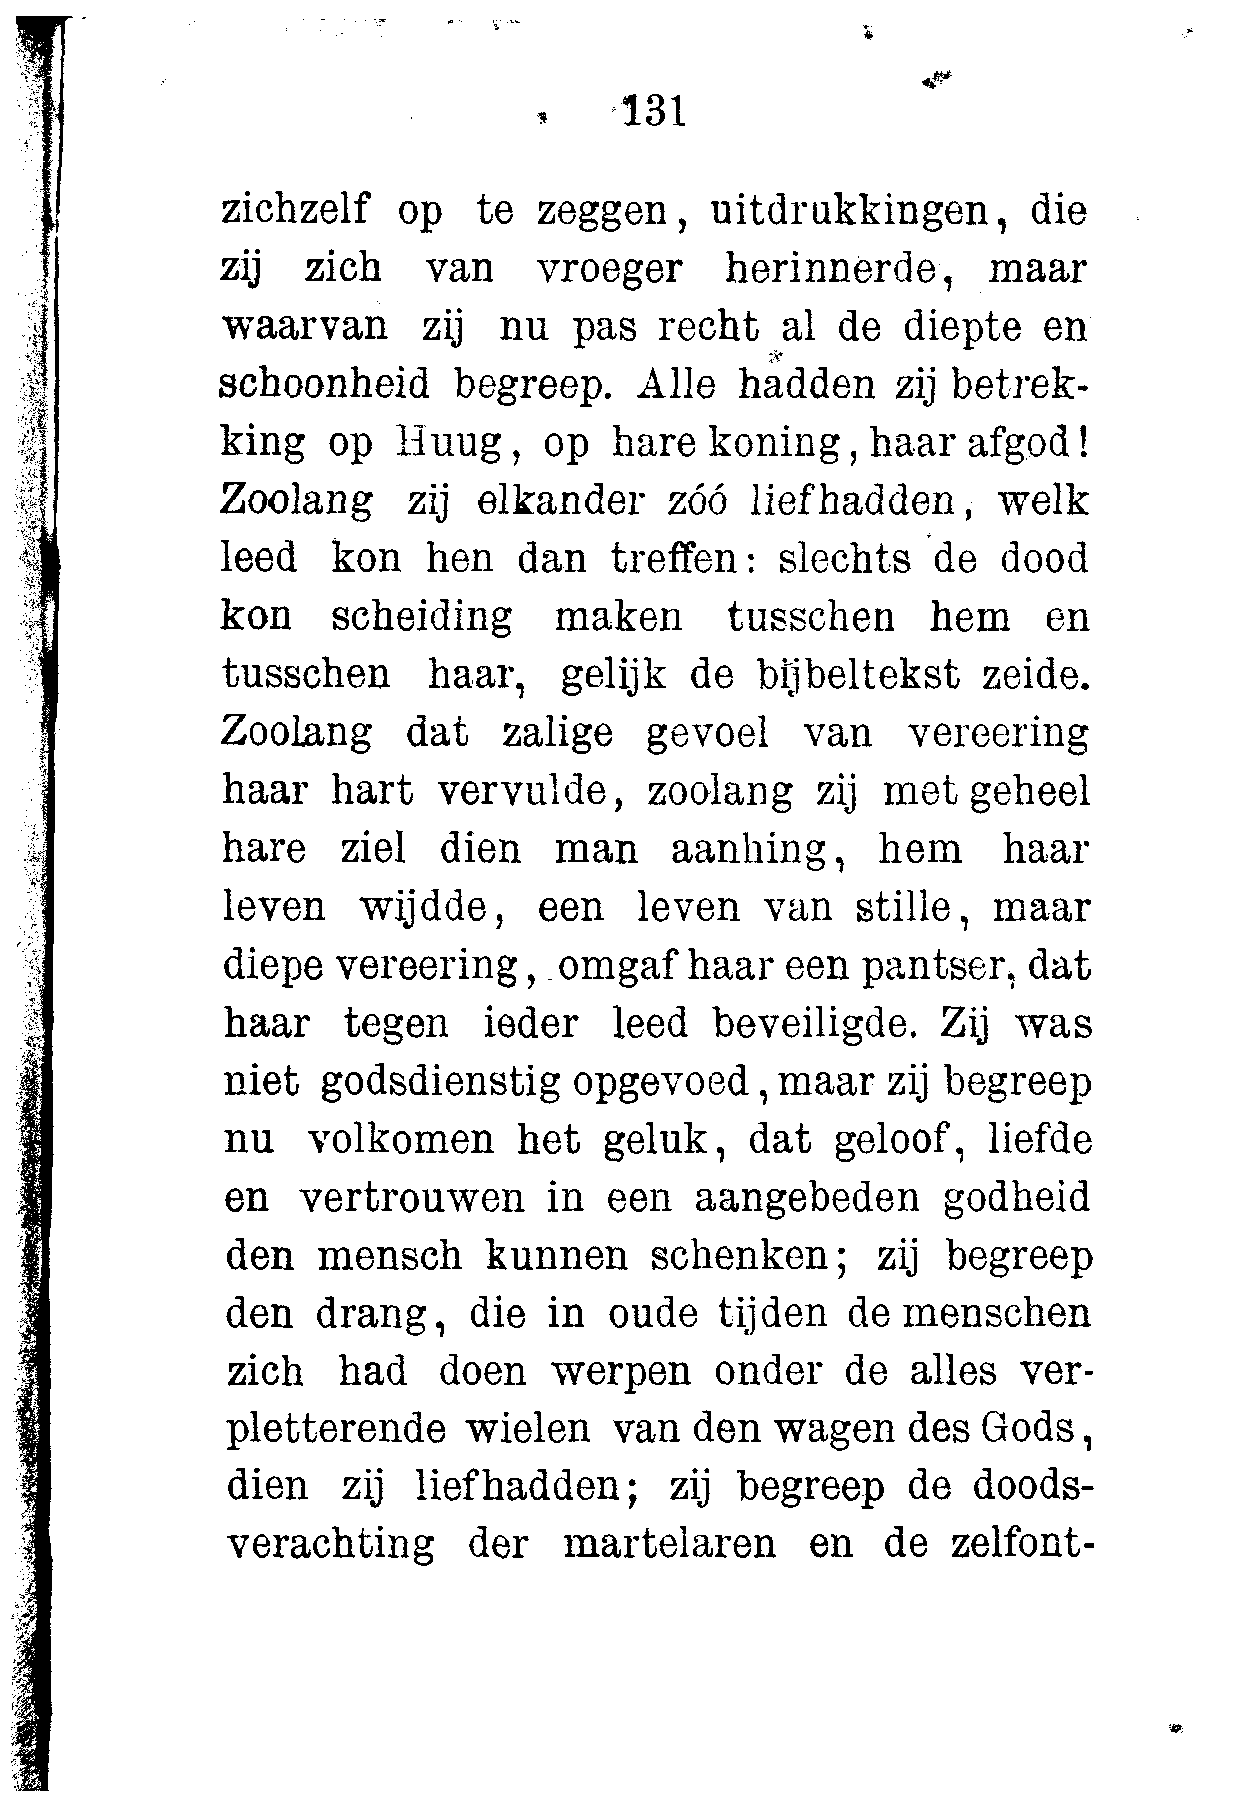 131
zichzelf op te zeggen, uitdrukkingen, die
zij zich van vroeger herinnerde, maar
waarvan zij nu pas recht al de diepte en
schoonheid begreep. Alle hadden zij betrek-
king op Huug, op hare koning, haar afgod!
Zoolang zij elkander zóó liefhadden, welk
leed kon hen dan treffen: slechts de dood
kon scheiding maken tusschen hem en
tusschen haar, gelijk de bijbeltekst zeide.
Zoolang dat zalige gevoel van vereering
haar hart vervulde, zoolang zij met geheel
hare ziel dien man aanhing, hem haar
leven wijdde, een leven van stille, maar
diepe vereering, omgaf haar een pantser, dat
haar tegen ieder leed beveiligde. Zij was
niet godsdienstig opgevoed, maar zij begreep
nu volkomen het geluk, dat geloof, liefde
en vertrouwen in een aangebeden godheid
den mensch kunnen schenken; zij begreep
den drang, die in oude tijden de menschen
zich had doen werpen onder de alles ver-
pletterende wielen van den wagen des Gods,
dien zij liefhadden; zij begreep de doods-
verachting der martelaren en de zelfont-